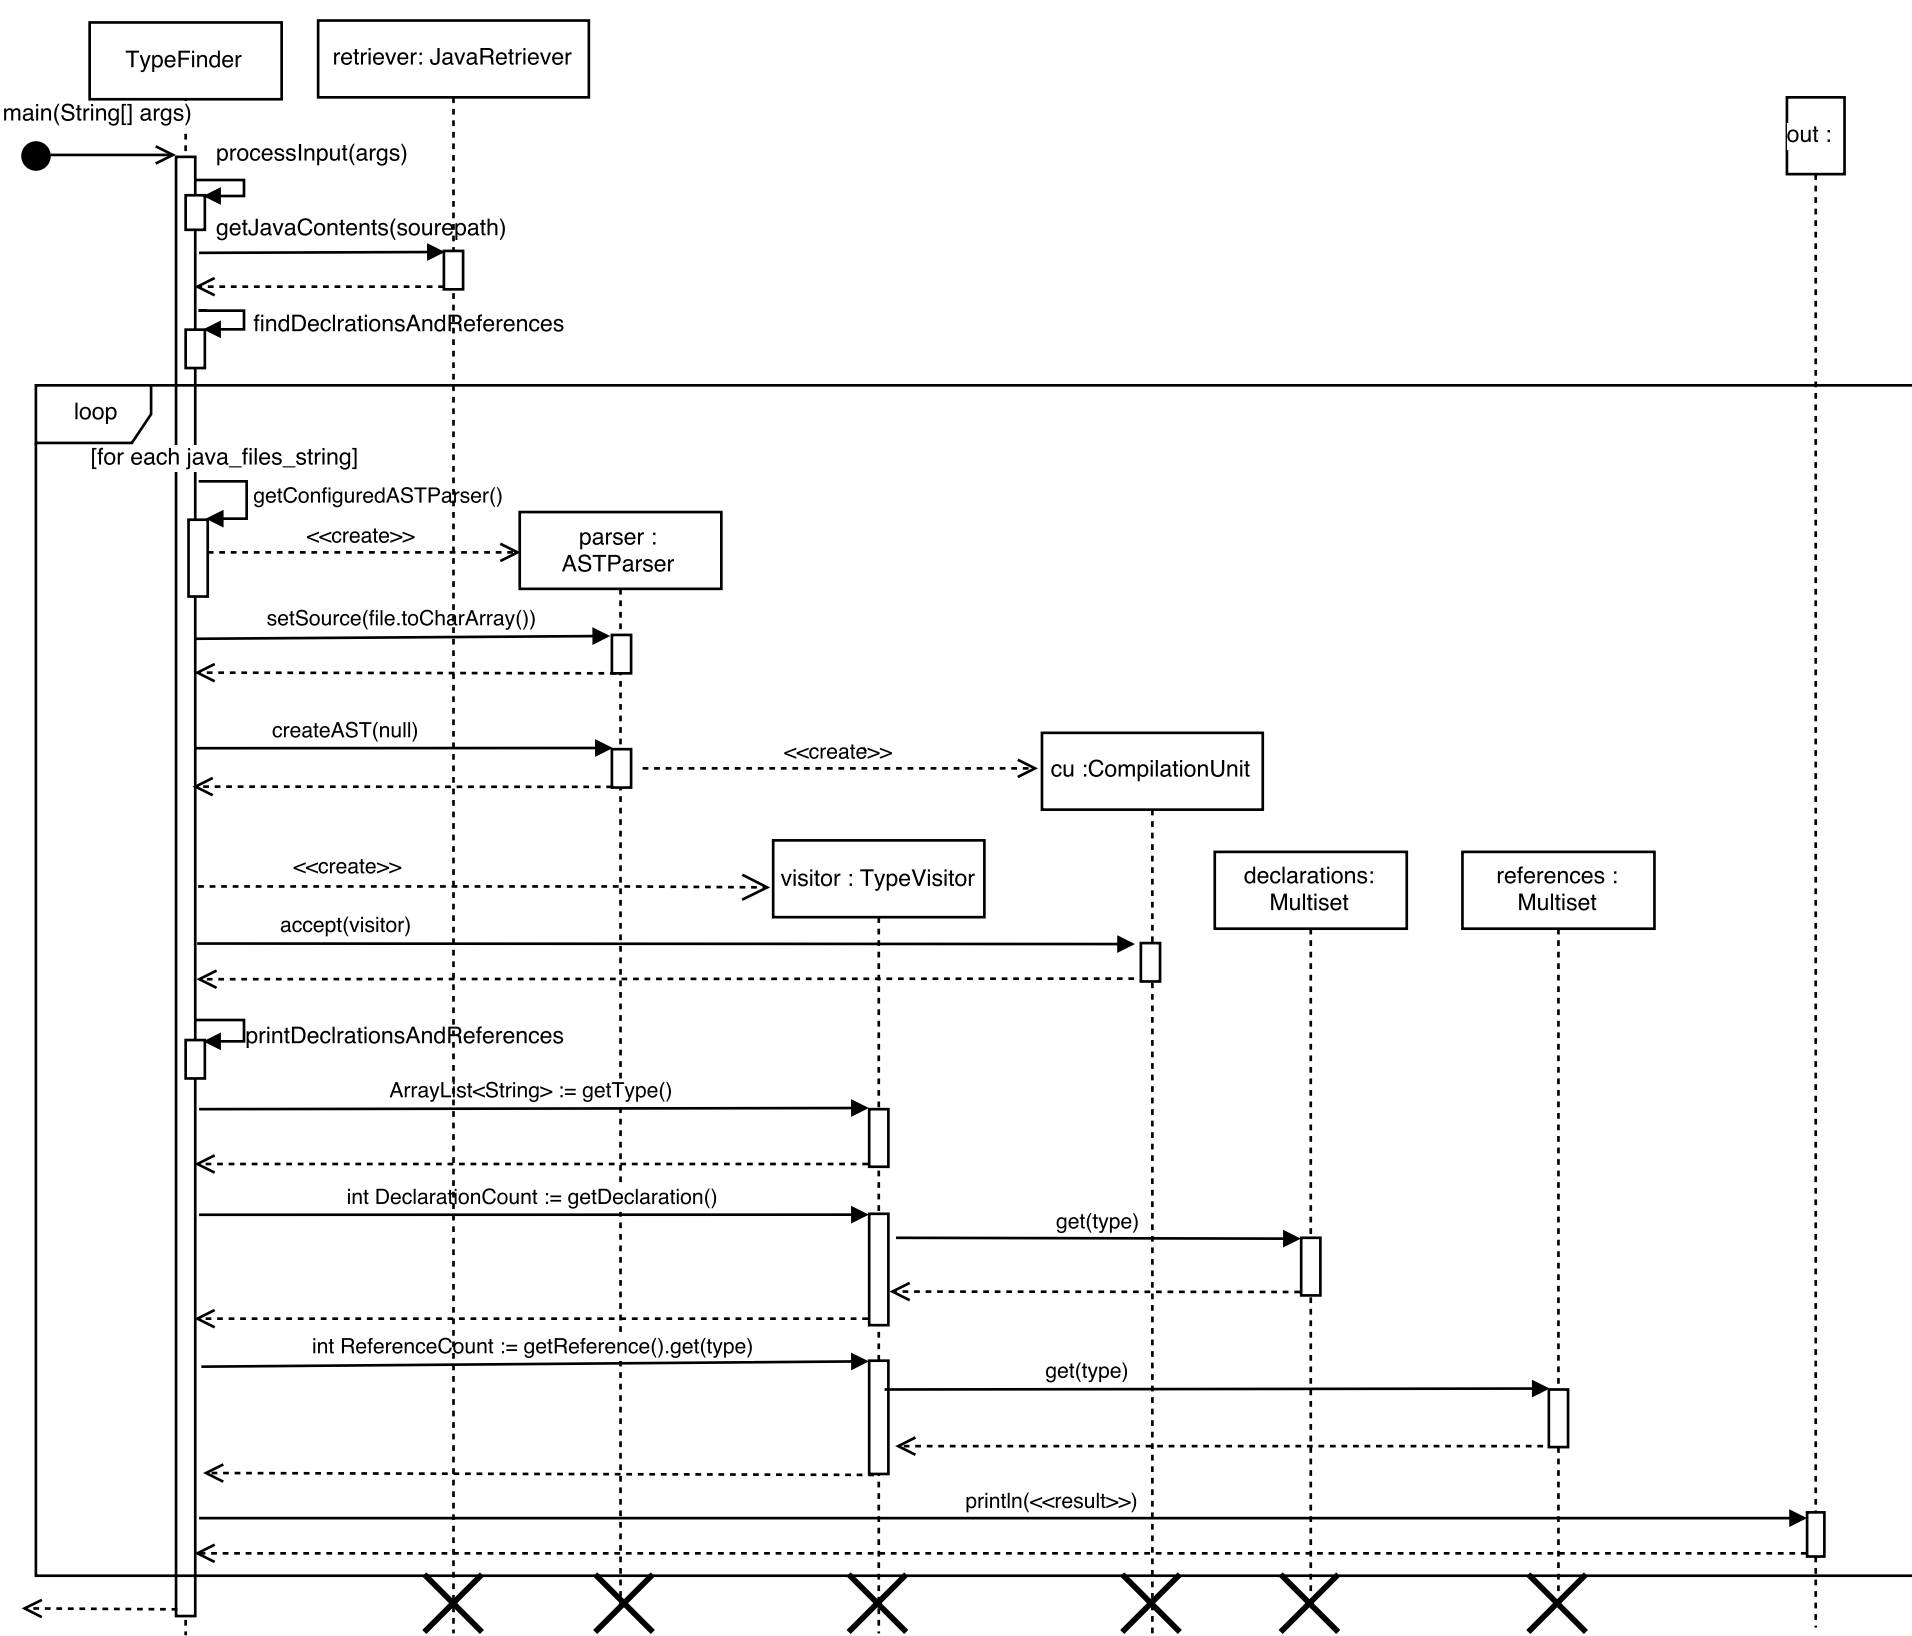 TypeFinder
retriever: JavaRetriever
main(String[] args)
out :
processInput(args)
getJavaContents(sourepath)
findDeclrationsAndReferences
loop
[for each java_files_string]
getConfiguredASTParser()
<<create>>
parser :
ASTParser
setSource(file.toCharArray())
createAST(null)
<<create>>
cu :CompilationUnit
<<create>>
visitor : TypeVisitor
declarations:
Multiset
references :
Multiset
accept(visitor)
printDeclrationsAndReferences
ArrayList<String> := getType()
int DeclarationCount := getDeclaration()
get(type)
int ReferenceCount := getReference().get(type)
get(type)
println(<<result>>)